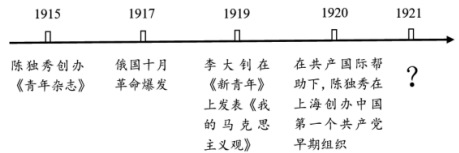 1915 1917 1919 1920 1921
陈独秀创办
《青年杂志》
俄国十月
革命爆发
李大钊在
《新青年》
上发表《我
的马克思
主义观》
在共产国际帮
助下，陈独秀在
上海创办中国
第一个共产党
早期组织
？